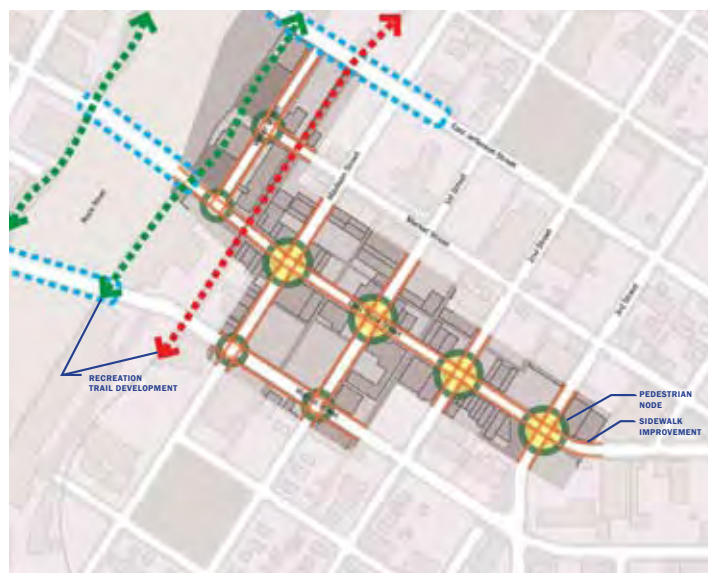 East Jefferson Street
Madison Street
1st Street
Market Street
2nd Street
3rd Street
RECREATION
TRAIL DEVELOPMENT
PEDESTRIAN
NODE
SIDEWALK
IMPROVEMENT